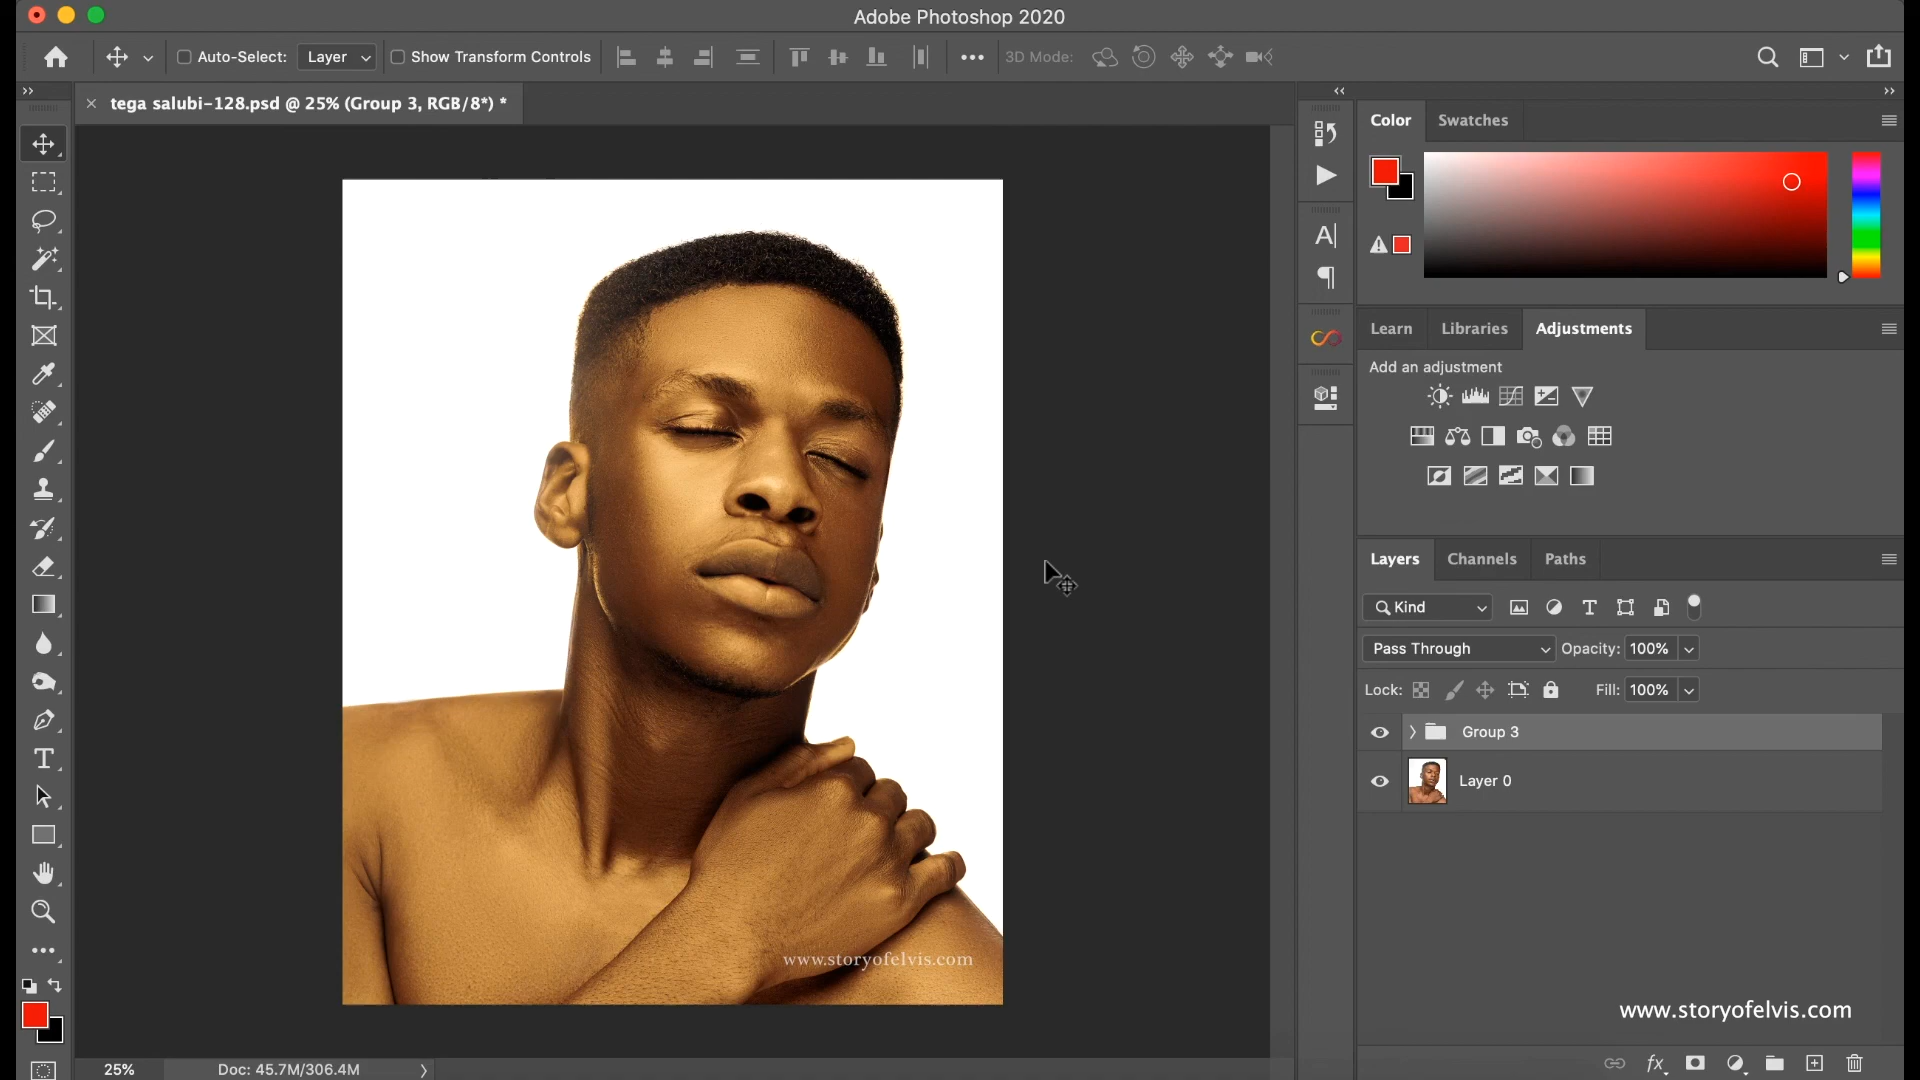 Adobe Photoshop 2020
Auto-Select: Layer Show Transform Controls 3D Mode:
tega salubi-128.psd @ 25% (Group 3, RGB/8*) *
Color Swatches
Learn Libraries Adjustments
Add an adjustment
Layers Channels Paths
Kind
Pass Through Opacity: 100%
Lock: Fill: 100%
Group 3
Layer 0
www.storyofelvis.com
www.storyofelvis.com
25% Doc: 45.7M/306.4M